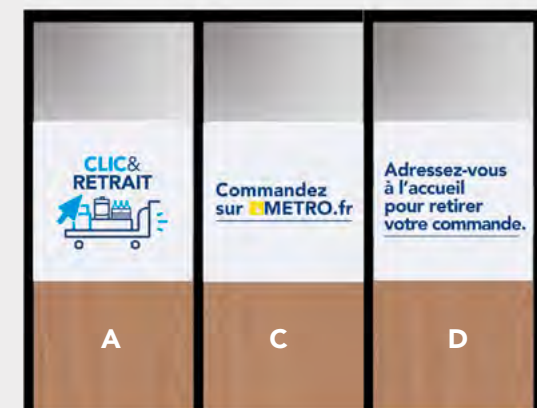 CLIC&
RETRAIT
Commandez
sur METRO.fr
Adressez-vous
à l'accueil
pour retirer
votre commande.
A
C
D